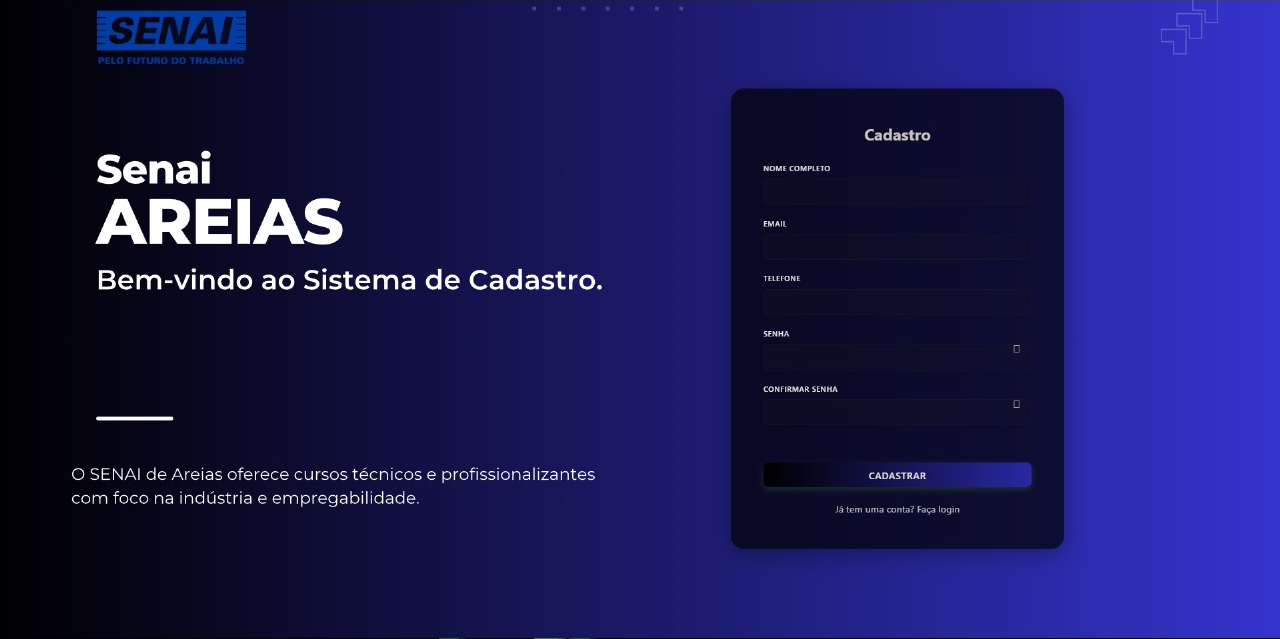 SENAI
PELO FUTURO DO TRABALHO
Senai
AREIAS
Bem-vindo ao Sistema de Cadastro.
O SENAI de Areias oferece cursos técnicos e profissionalizantes
com foco na indústria e empregabilidade.
Cadastro
NOME COMPLETO
EMAIL
TELEFONE
SENHA
CONFIRMAR SENHA
CADASTRAR
Já tem uma conta? Faça login